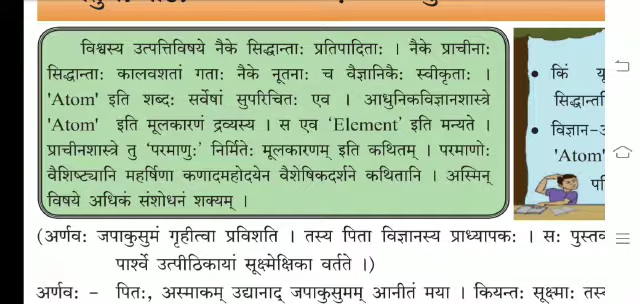 विश्वस्य उत्पत्तिविषये नैके सिद्धान्ताः प्रतिपादिताः । नैके प्राचीनाः
सिद्धान्ताः कालवशतां गताः नैके नूतनाः च वैज्ञानिकैः स्वीकृताः ।
'Atom' इति शब्दः सर्वेषां सुपरिचितः एव । आधुनिकविज्ञानशास्त्रे
'Atom' इति मूलकारणं द्रव्यस्य । स एव 'Element' इति मन्यते ।
प्राचीनशास्त्रे तु 'परमाणुः' निर्मितेः मूलकारणम् इति कथितम् । परमाणोः
वैशिष्ट्यानि महर्षिणा कणादमहोदयेन वैशेषिकदर्शने कथितानि । अस्मिन्
विषये अधिकं संशोधनं शक्यम् ।
• किं यू
सिद्धान्ति
• विज्ञान-
'Atom'
(अर्णवः जपाकुसुमं गृहीत्वा प्रविशति । तस्य पिता विज्ञानस्य प्राध्यापकः । सः पुस्तक
पार्श्वे उत्पीठिकायां सूक्ष्मेक्षिका वर्तते ।)
अर्णवः - पितः, अस्माकम् उद्यानाद् जपाकुसुमम् आनीतं मया । कियन्तः सूक्ष्माः तस्